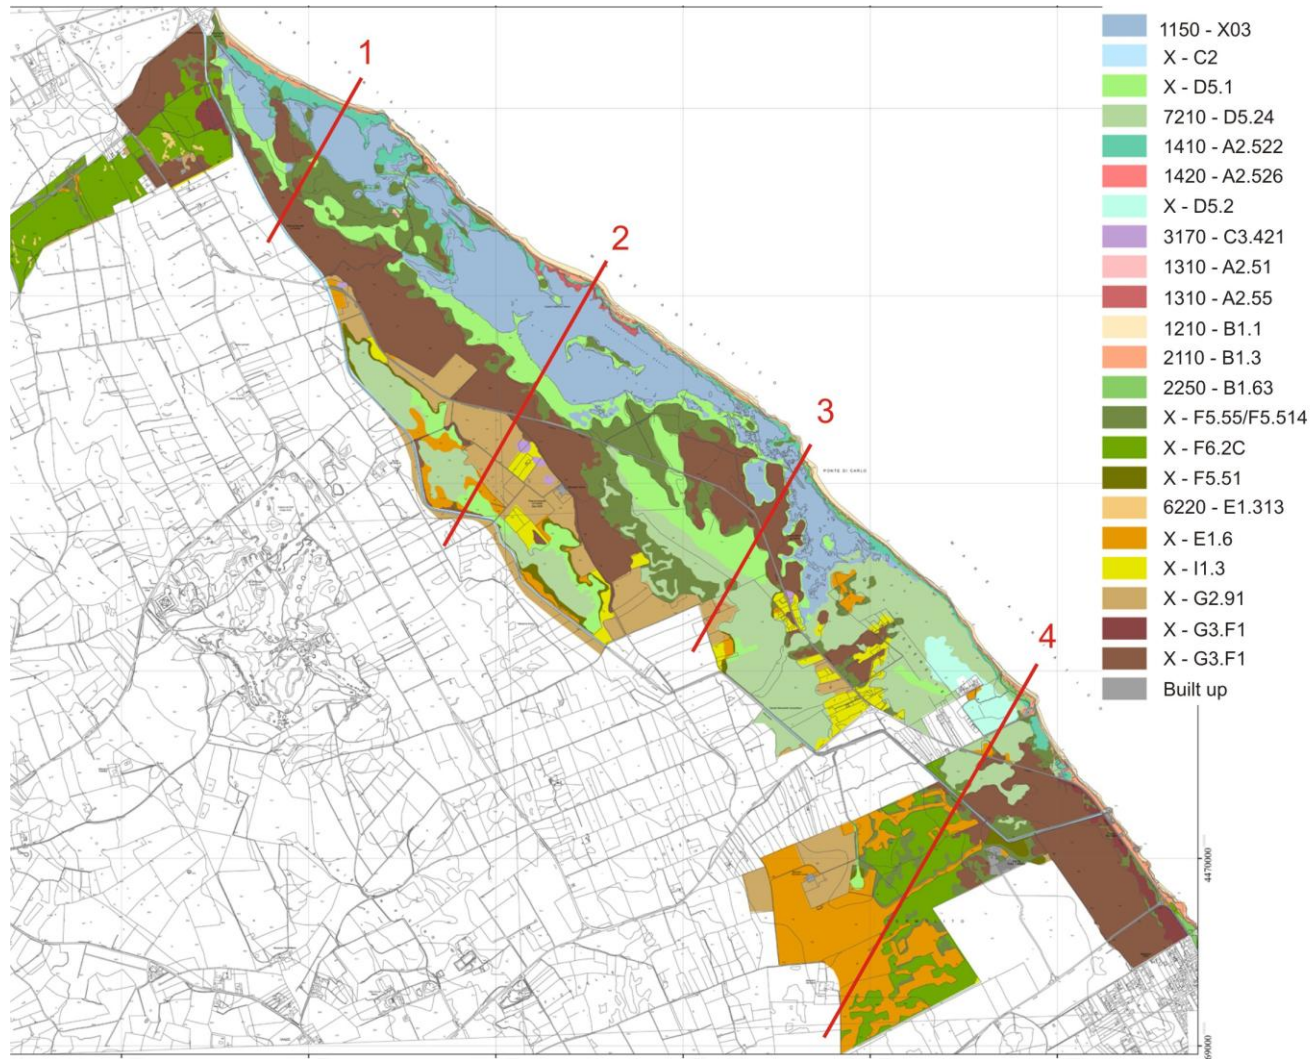 1
2
3
4
PONTE DI CARLO
1150 - X03
X - C2
X - D5.1
7210 - D5.24
1410 - A2.522
1420 - A2.526
X - D5.2
3170 - C3.421
1310 - A2.51
1310 - A2.55
1210 - B1.1
2110 - B1.3
2250 - B1.63
X - F5.55/F5.514
X - F6.2C
X - F5.51
6220 - E1.313
X - E1.6
X - I1.3
X - G2.91
X - G3.F1
X - G3.F1
Built up
4470000
69000